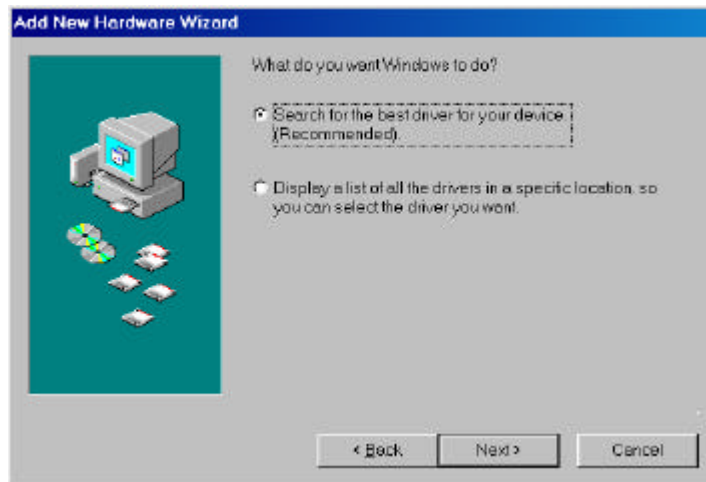 Add New Hardware Wizard
What do you want Windows to do?
Search for the best driver for your device
(Recommended).
Display a list of all the drivers in a specific location, so
you can select the driver you want.
< Back
Next >
Cancel